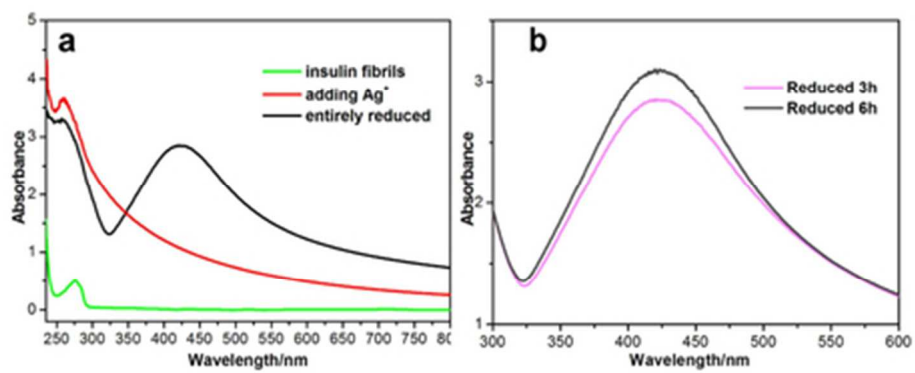 a
insulin fibrils
adding Ag+
entirely reduced
Absorbance
5
4
3
2
1
0
250 300 350 400 450 500 550 600 650 700 750 80
Wavelength/nm
b
Reduced 3h
Reduced 6h
Absorbance
3
2
1
300 350 400 450 500 550 600
Wavelength/nm